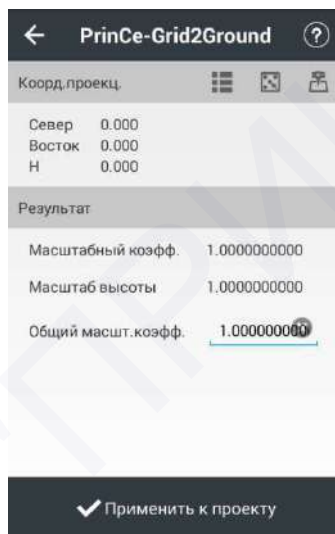 PrinCe-Grid2Ground
Коорд.проекц.
Север 0.000
Восток 0.000
H 0.000
Результат
Масштабный коэфф. 1.0000000000
Масштаб высоты 1.0000000000
Общий масшт.коэфф. 1.000000000
Применить к проекту